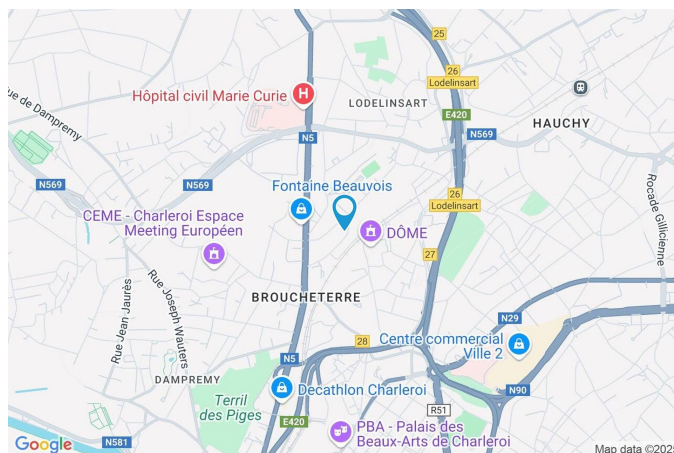 25
26
Lodelinsart
Hôpital civil Marie Curie
H
LODELINSART
Rue de Dampremy
E420
HAUCHY
N5
N569
N569
N569
Fontaine Beauvois
26
Lodelinsart
Rocade Gillicienne
CEME - Charleroi Espace
Meeting Européen
DÔME
27
Rue Joseph Wauters
Rue Jean Jaurès
BROUCHETERRE
N29
Centre commercial
Ville 2
28
N5
DAMPREMY
Decathlon Charleroi
N90
Terril
des Piges
R51
E420
PBA - Palais des
Beaux-Arts de Charleroi
N581
Google
Map data ©2025